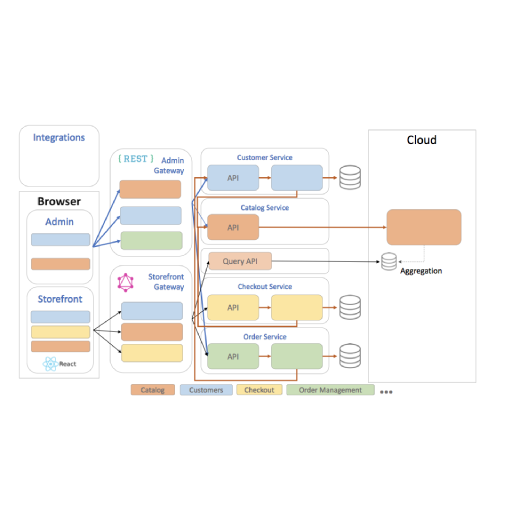 Integrations
Browser
Admin
Storefront
React
{ REST }
Admin
Gateway
Storefront
Gateway
Customer Service
API
Catalog Service
API
Query API
Checkout Service
API
Order Service
API
Cloud
Aggregation
Catalog
Customers
Checkout
Order Management
•••